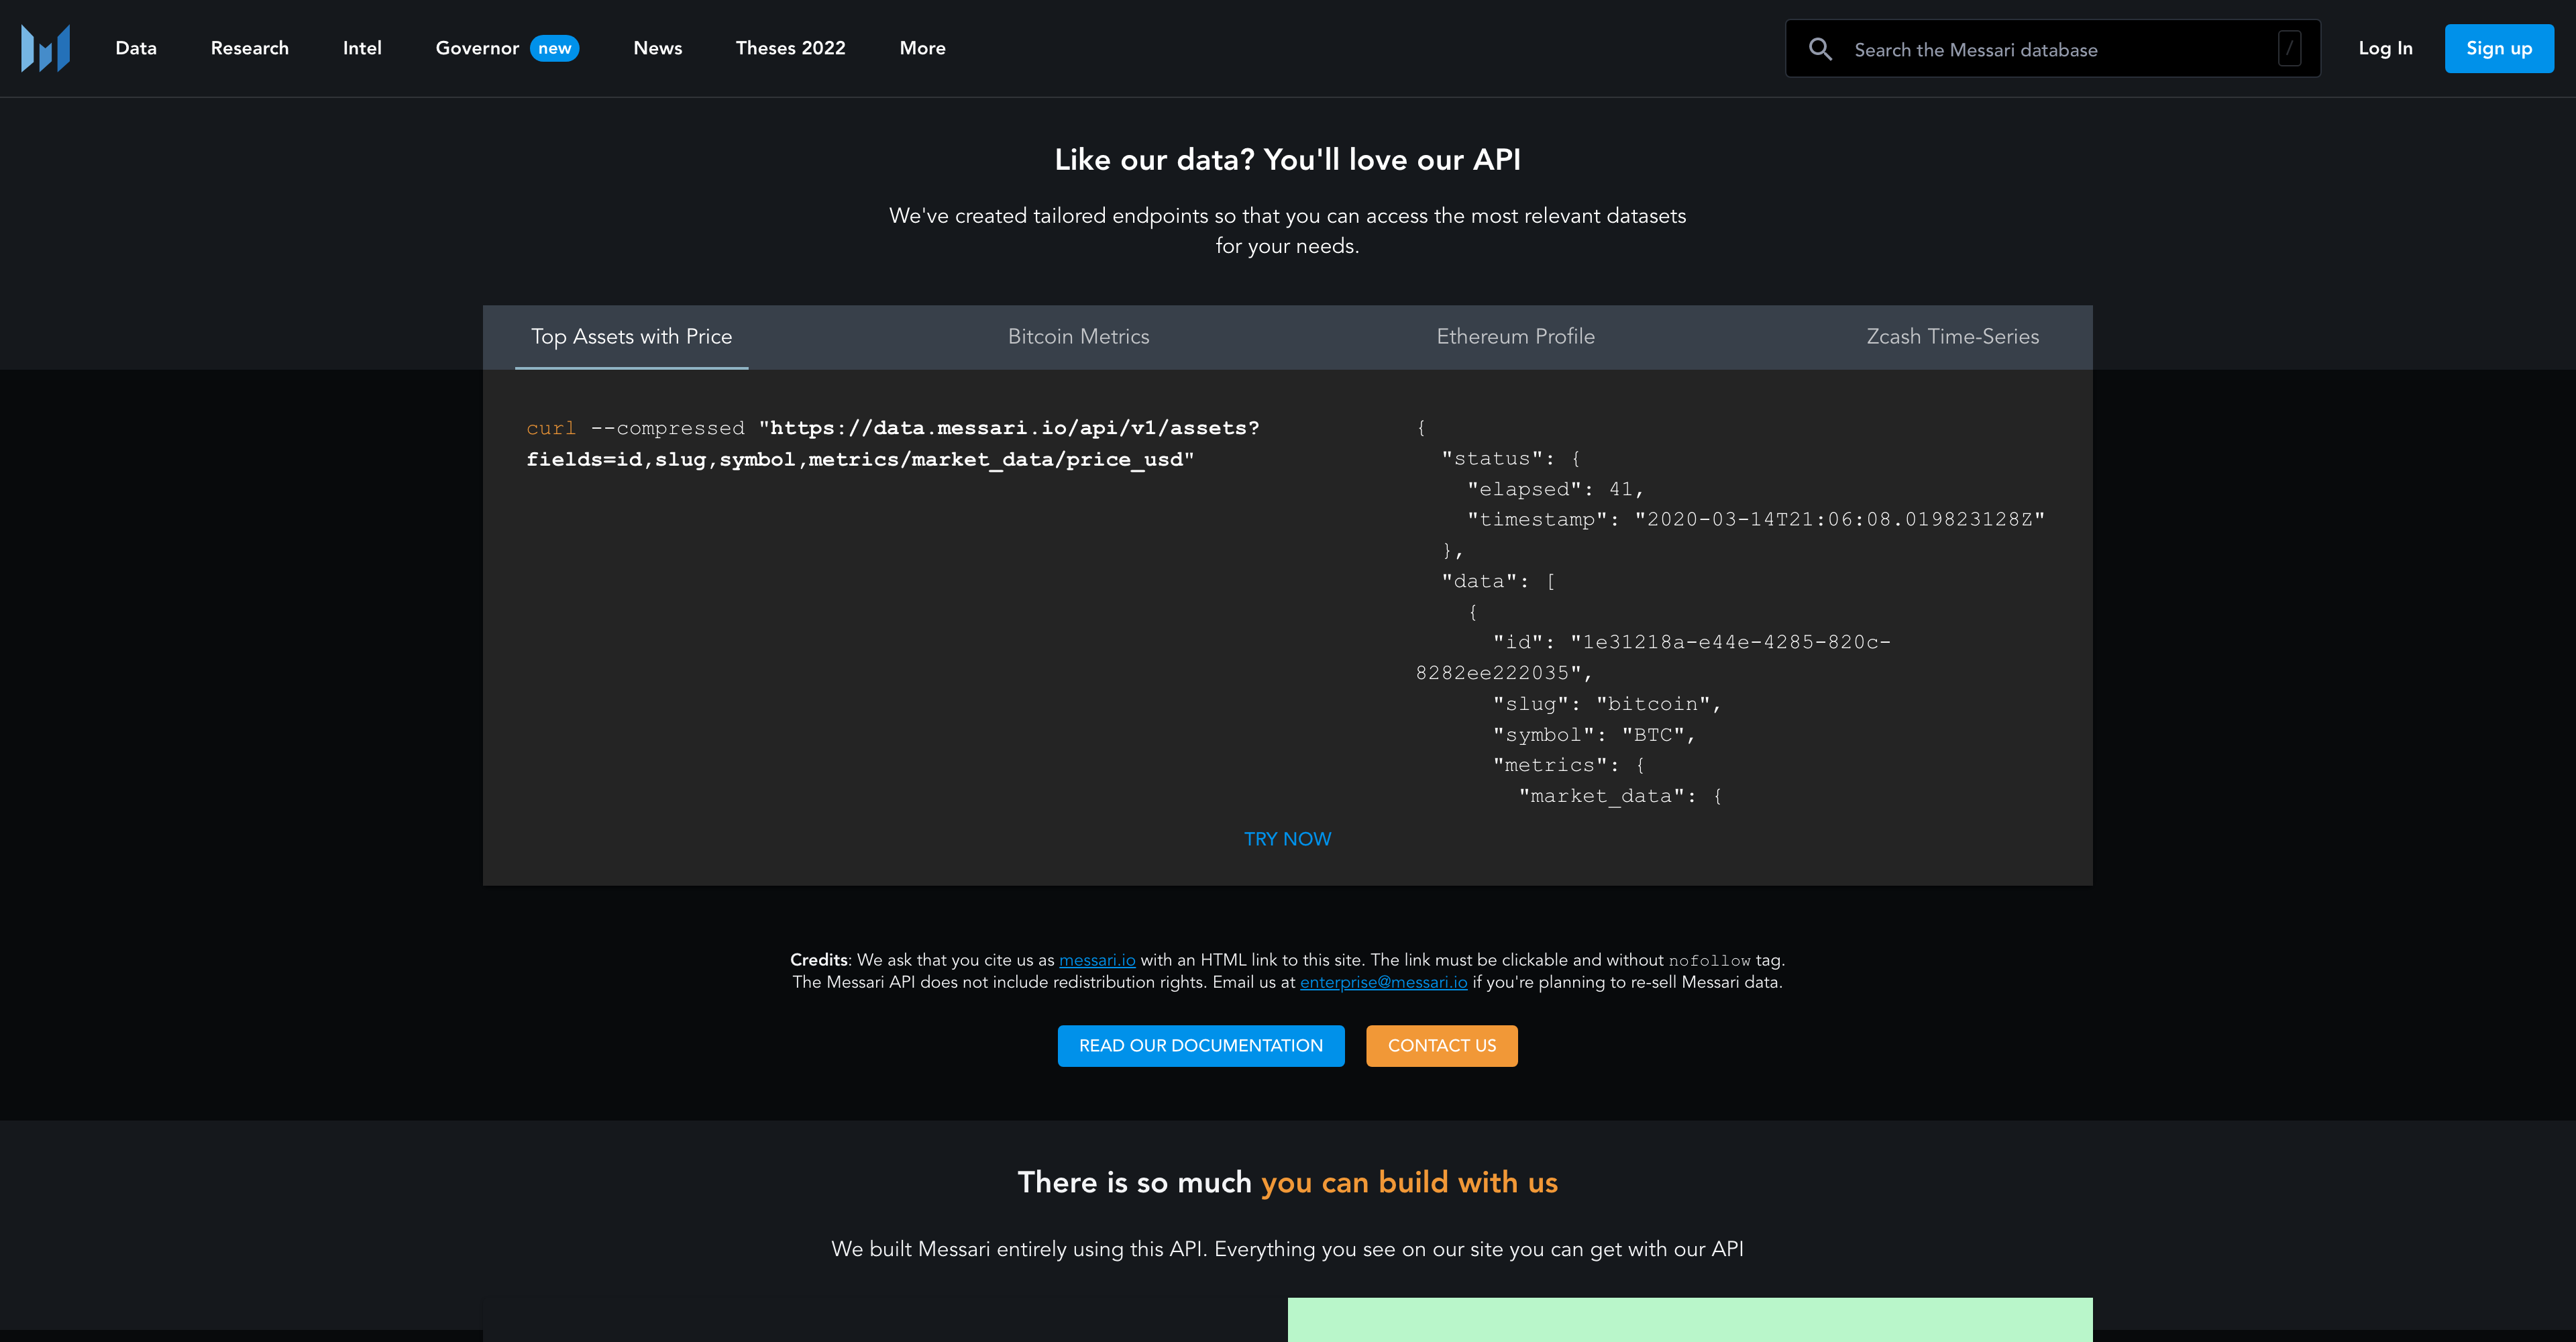 Data Research Intel Governor new News Theses 2022 More Search the Messari database / Log In Sign up
Like our data? You'll love our API
We've created tailored endpoints so that you can access the most relevant datasets
for your needs.
Top Assets with Price Bitcoin Metrics Ethereum Profile Zcash Time-Series
curl --compressed "https://data.messari.io/api/v1/assets?
fields=id,slug,symbol,metrics/market_data/price_usd"
{
"status": {
"elapsed": 41,
"timestamp": "2020-03-14T21:06:08.019823128Z"
},
"data": [
{
"id": "1e31218a-e44e-4285-820c-
8282ee222035",
"slug": "bitcoin",
"symbol": "BTC",
"metrics": {
"market_data": {
TRY NOW
Credits: We ask that you cite us as messari.io with an HTML link to this site. The link must be clickable and without nofollow tag.
The Messari API does not include redistribution rights. Email us at enterprise@messari.io if you're planning to re-sell Messari data.
READ OUR DOCUMENTATION CONTACT US
There is so much you can build with us
We built Messari entirely using this API. Everything you see on our site you can get with our API